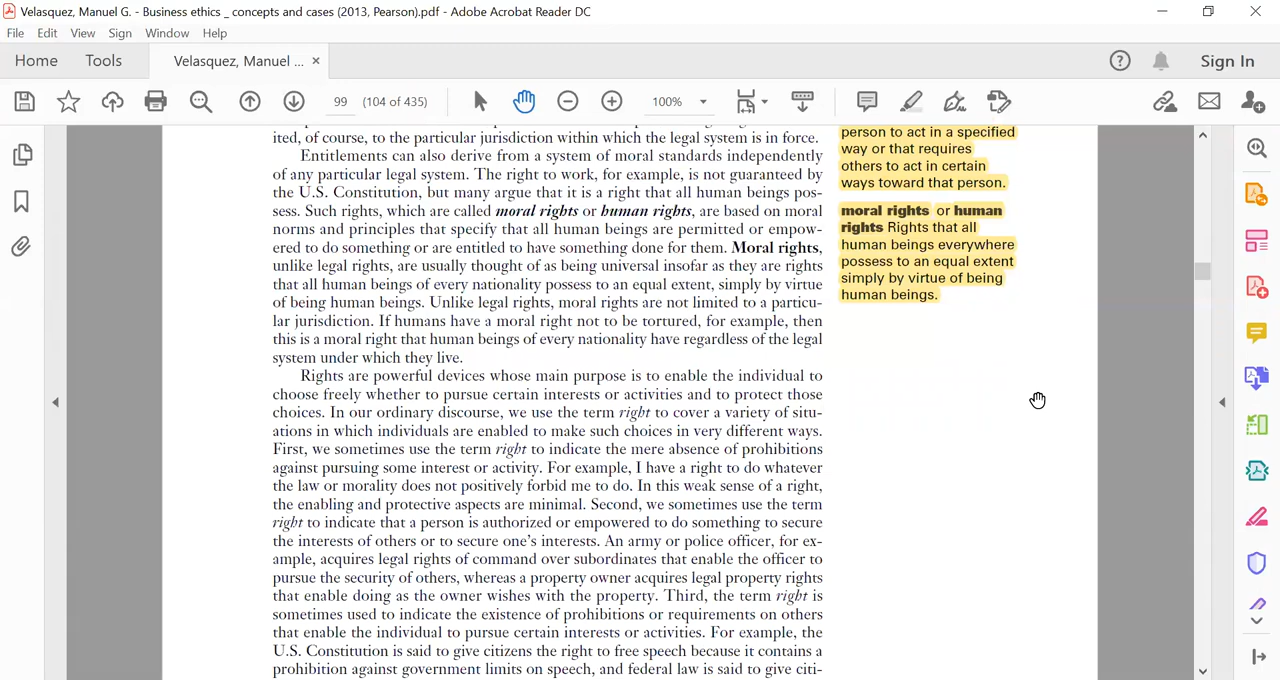 Velasquez, Manuel G. - Business ethics _ concepts and cases (2013, Pearson).pdf - Adobe Acrobat Reader DC
File Edit View Sign Window Help
Home Tools Velasquez, Manuel ... × Sign In
99 (104 of 435) 100%
ited, of course, to the particular jurisdiction within which the legal system is in force.
Entitlements can also derive from a system of moral standards independently
of any particular legal system. The right to work, for example, is not guaranteed by
the U.S. Constitution, but many argue that it is a right that all human beings pos-
sess. Such rights, which are called moral rights or human rights, are based on moral
norms and principles that specify that all human beings are permitted or empow-
ered to do something or are entitled to have something done for them. Moral rights,
unlike legal rights, are usually thought of as being universal insofar as they are rights
that all human beings of every nationality possess to an equal extent, simply by virtue
of being human beings. Unlike legal rights, moral rights are not limited to a particu-
lar jurisdiction. If humans have a moral right not to be tortured, for example, then
this is a moral right that human beings of every nationality have regardless of the legal
system under which they live.
Rights are powerful devices whose main purpose is to enable the individual to
choose freely whether to pursue certain interests or activities and to protect those
choices. In our ordinary discourse, we use the term right to cover a variety of situ-
ations in which individuals are enabled to make such choices in very different ways.
First, we sometimes use the term right to indicate the mere absence of prohibitions
against pursuing some interest or activity. For example, I have a right to do whatever
the law or morality does not positively forbid me to do. In this weak sense of a right,
the enabling and protective aspects are minimal. Second, we sometimes use the term
right to indicate that a person is authorized or empowered to do something to secure
the interests of others or to secure one's interests. An army or police officer, for ex-
ample, acquires legal rights of command over subordinates that enable the officer to
pursue the security of others, whereas a property owner acquires legal property rights
that enable doing as the owner wishes with the property. Third, the term right is
sometimes used to indicate the existence of prohibitions or requirements on others
that enable the individual to pursue certain interests or activities. For example, the
U.S. Constitution is said to give citizens the right to free speech because it contains a
prohibition against government limits on speech, and federal law is said to give citi-
person to act in a specified
way or that requires
others to act in certain
ways toward that person.
moral rights or human
rights Rights that all
human beings everywhere
possess to an equal extent
simply by virtue of being
human beings.